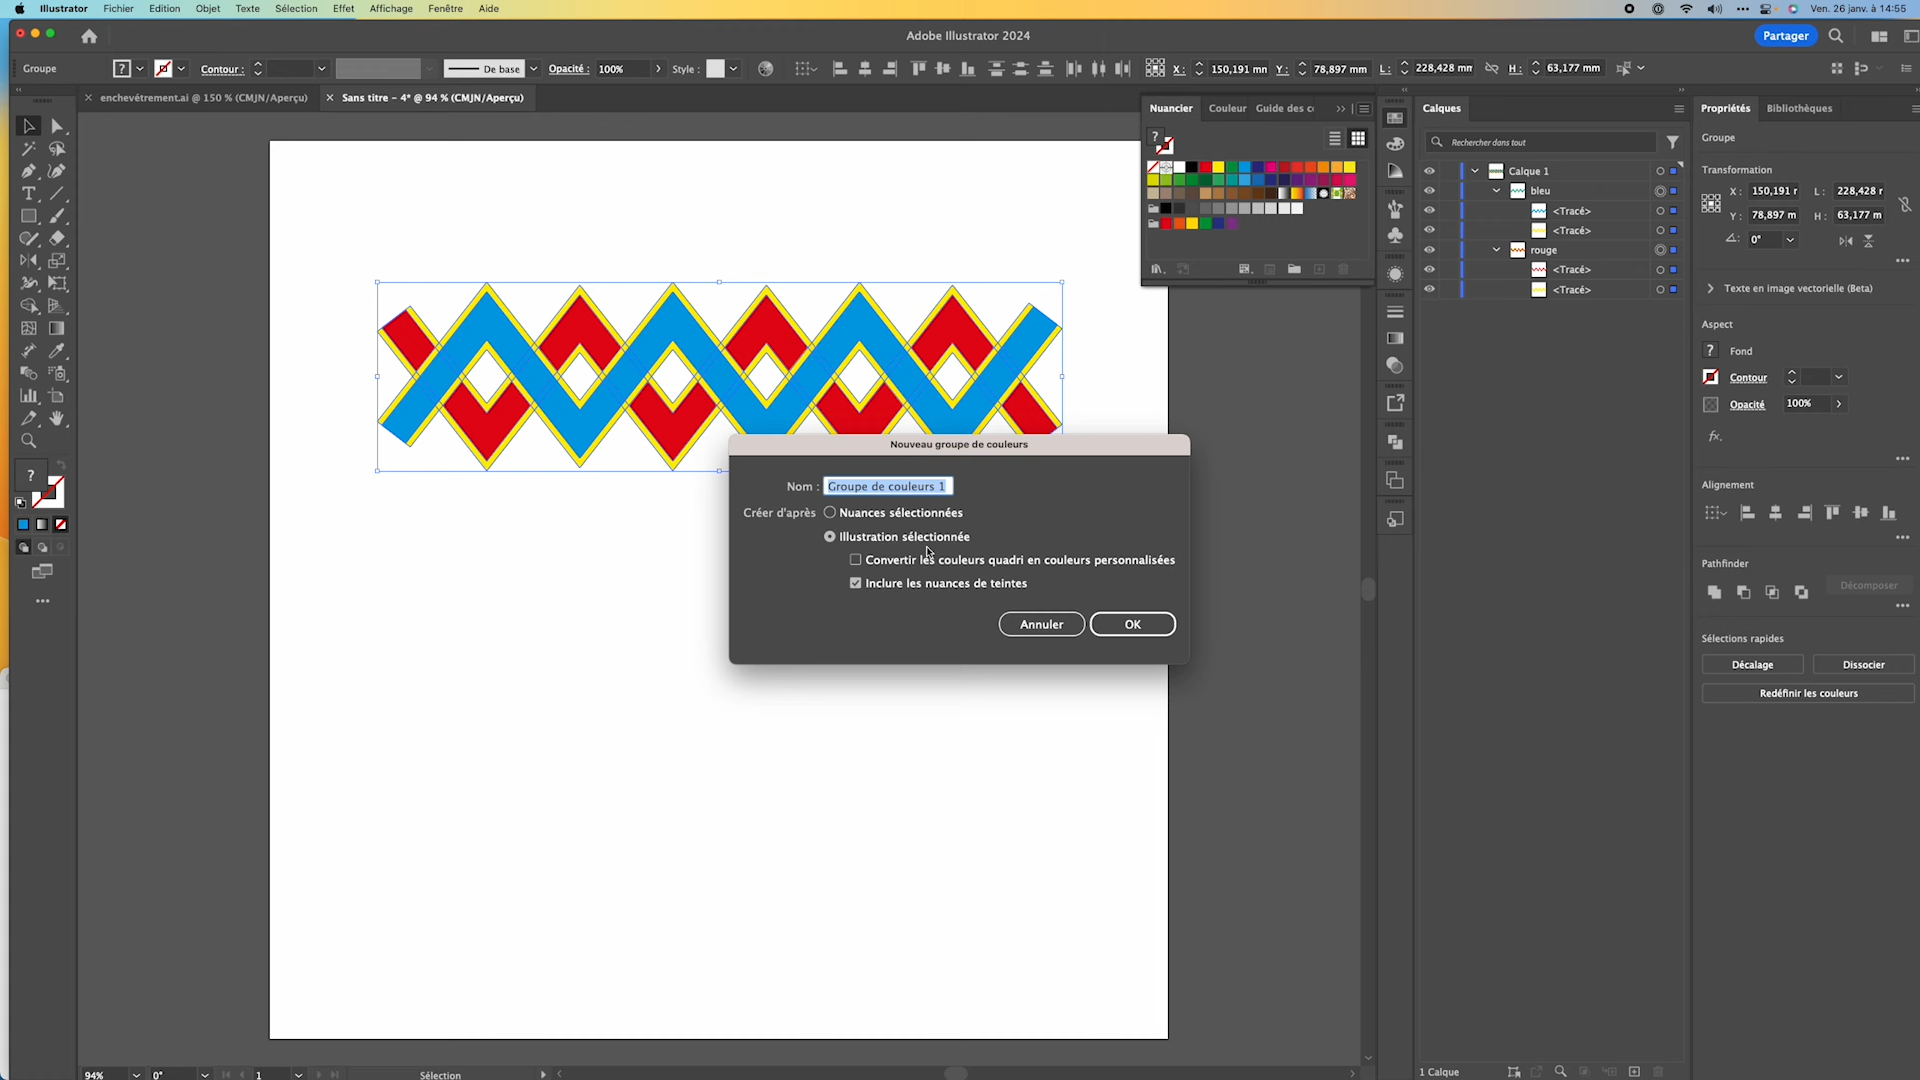 Illustrator Fichier Edition Objet Texte Sélection Effet Affichage Fenêtre Aide Ven. 26 janv. à 14:55
Adobe Illustrator 2024 Partager
Groupe ? Contour : De base Opacité : 100% Style : X : 150,191 mm Y : 78,897 mm L : 228,428 mm H : 63,177 mm
enchevétrement.ai @ 150 % (CMJN/Aperçu) Sans titre - 4* @ 94 % (CMJN/Aperçu)
Nuancier Couleur Guide des c
?
Calques
Rechercher dans tout
Calque 1
bleu
<Tracé>
<Tracé>
rouge
<Tracé>
<Tracé>
Propriétés Bibliothèques
Groupe
Transformation
X : 150,191 r L : 228,428 r
Y : 78,897 m H : 63,177 m
0°
Texte en image vectorielle (Beta)
Aspect
? Fond
Contour
Opacité 100%
fx.
Alignement
Pathfinder
Décomposer
Sélections rapides
Décalage Dissocier
Redéfinir les couleurs
?
Nouveau groupe de couleurs
Nom : Groupe de couleurs 1
Créer d'après Nuances sélectionnées
Illustration sélectionnée
Convertir les couleurs quadri en couleurs personnalisées
Inclure les nuances de teintes
Annuler OK
94% 0° 1 Sélection
1 Calque